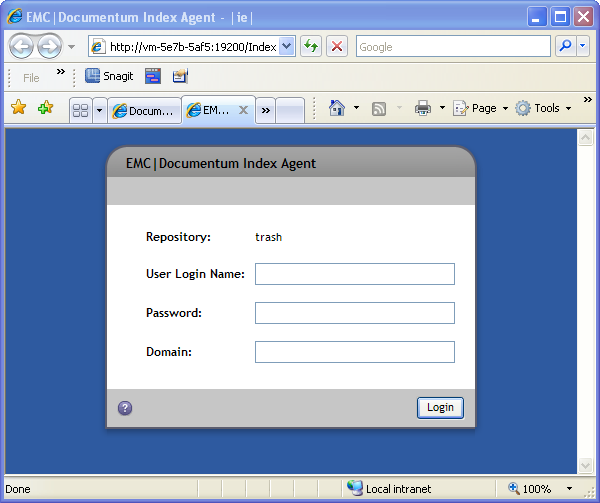 EMC|Documentum Index Agent - |ie|
http://vm-5e7b-5af5:19200/Index
Google
File
»
Snagit
Docum...
EM...
»
Page
Tools
»
EMC|Documentum Index Agent
Repository: trash
User Login Name:
Password:
Domain:
?
Login
Done
Local intranet
100%